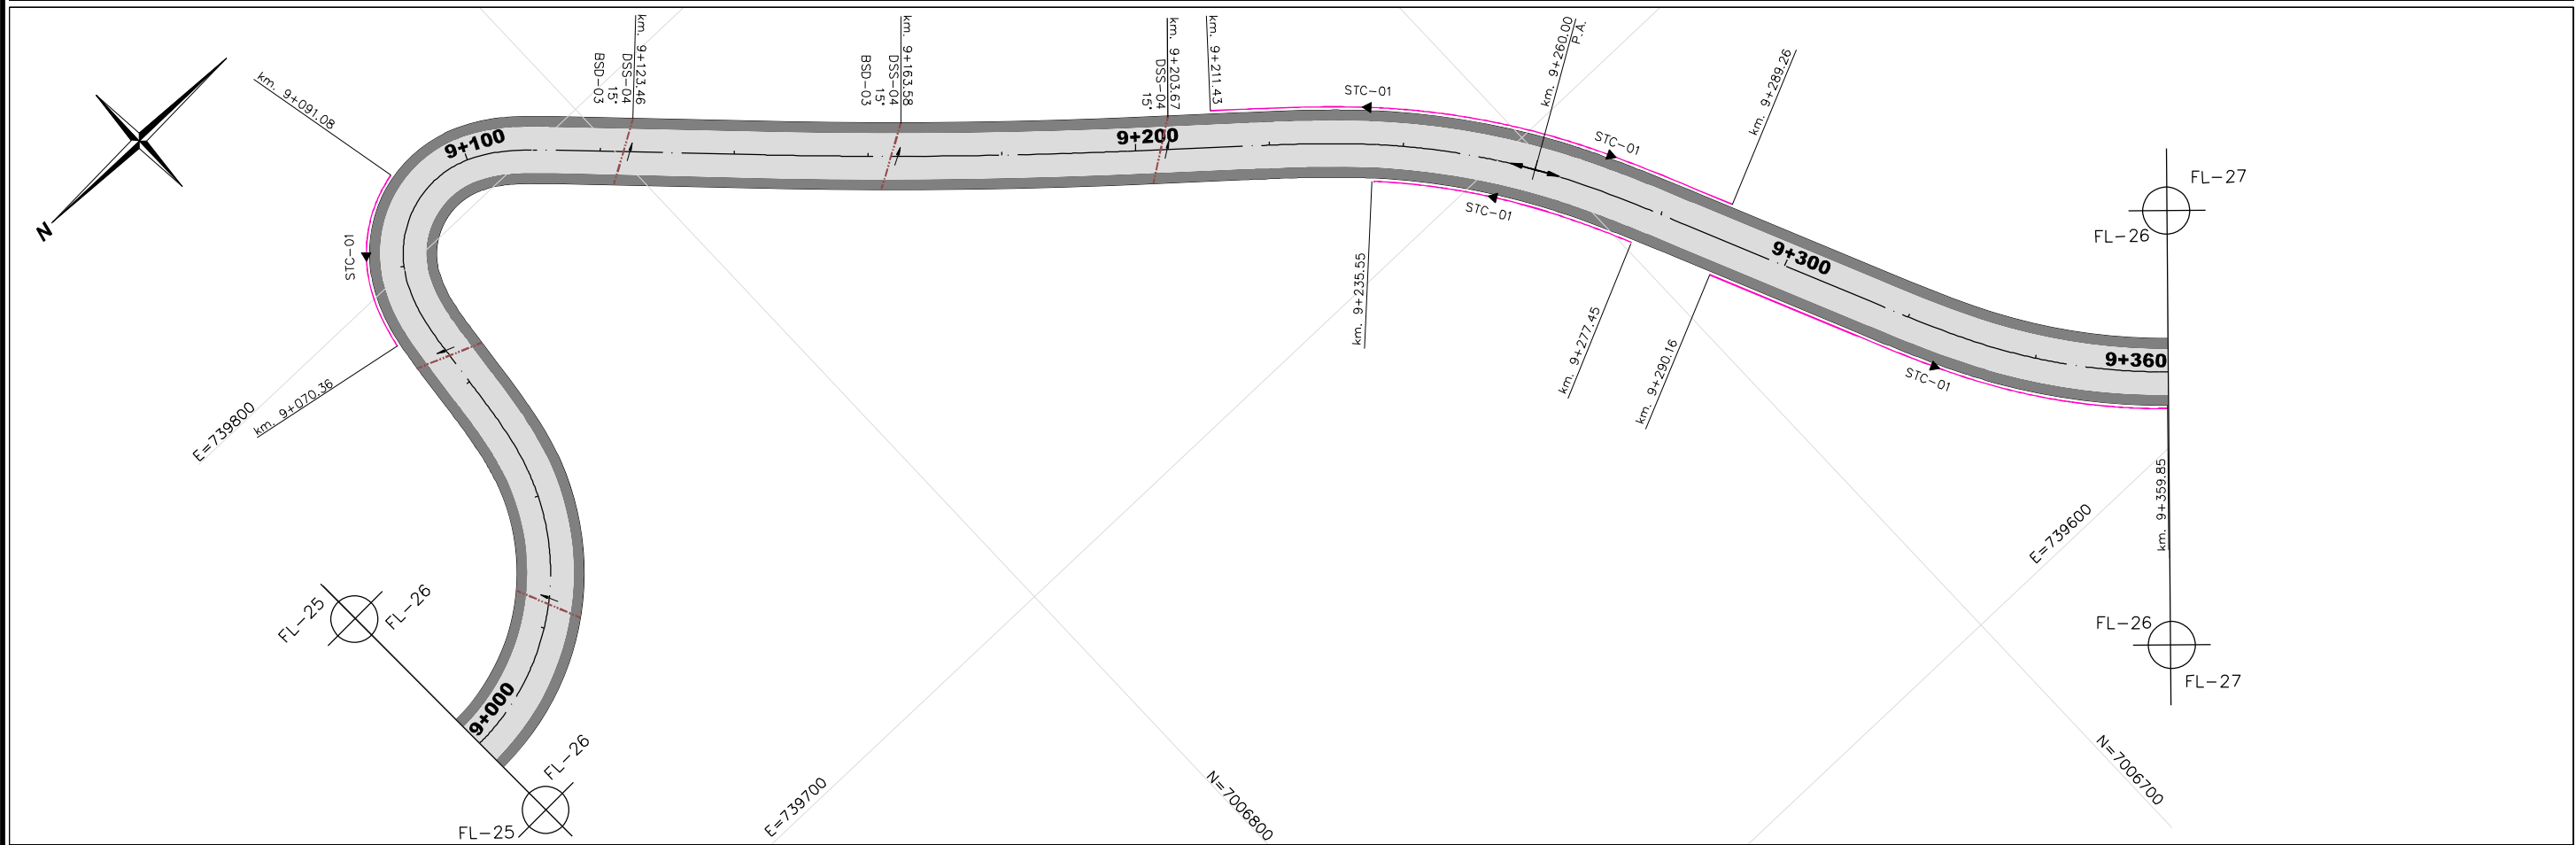 km. 9+091.08
BSD-03
15°
DSS-04
km. 9+123.46
BSD-03
15°
DSS-04
km. 9+163.58
15°
DSS-04
km. 9+203.67
km. 9+211.43
STC-01
km. 9+260.00
P.A.
STC-01
km. 9+289.26
9+100
9+200
9+300
9+360
FL-27
FL-26
N
STC-01
STC-01
km. 9+235.55
km. 9+277.45
km. 9+290.16
STC-01
km. 9+070.36
E=739800
km. 9+359.85
E=739600
FL-25
FL-26
FL-26
FL-27
9+000
FL-26
FL-25
E=739700
N=7006800
N=7006700